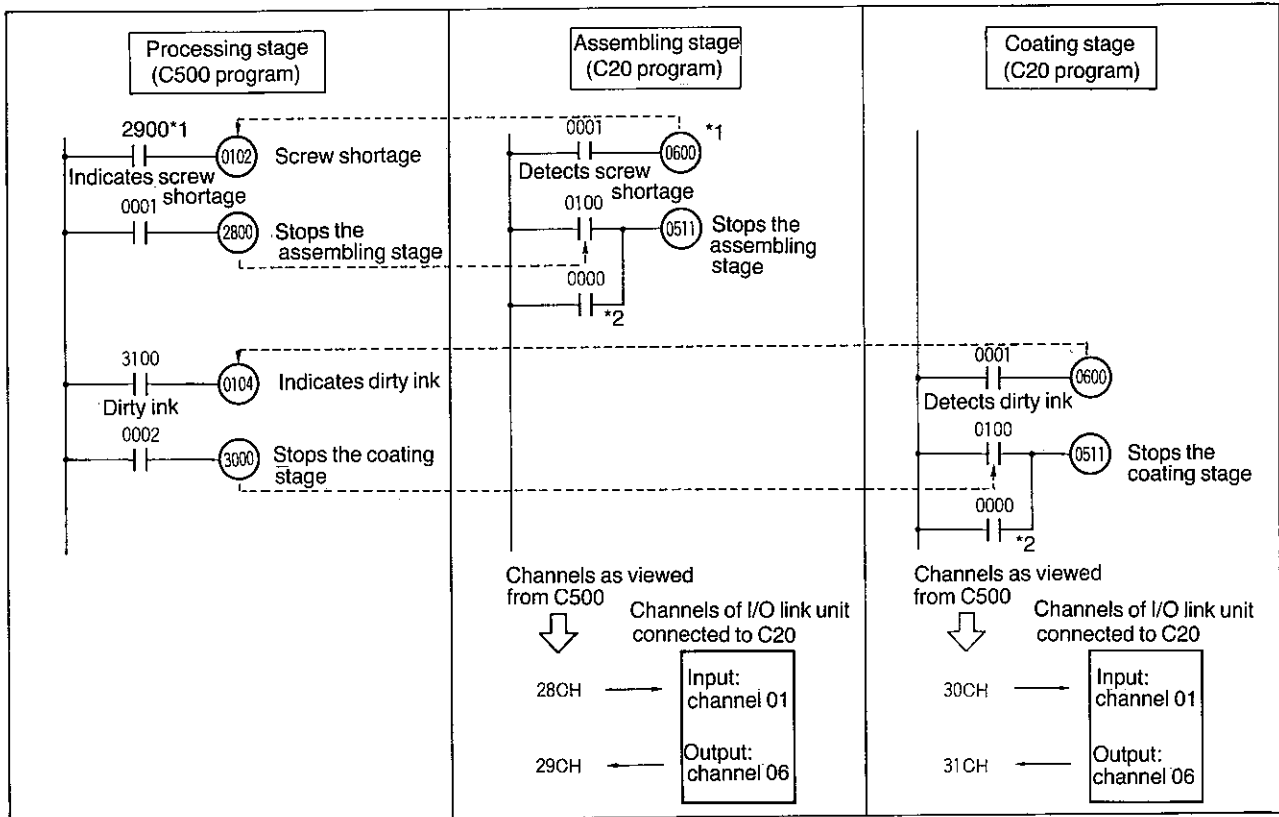 Processing stage
(C500 program)
2900*1
0102
Screw shortage
Indicates screw
shortage
0001
2800
Stops the
assembling stage
3100
0104
Indicates dirty ink
Dirty ink
0002
3000
Stops the coating
stage
Assembling stage
(C20 program)
0001
*1
0600
Detects screw
shortage
0100
0511
Stops the
assembling
stage
0000
*2
Channels as viewed
from C500
Channels of I/O link unit
connected to C20
28CH
Input:
channel 01
29CH
Output:
channel 06
Coating stage
(C20 program)
0001
0600
Detects dirty ink
0100
0511
Stops the
coating stage
0000
*2
Channels as viewed
from C500
Channels of I/O link unit
connected to C20
30CH
Input:
channel 01
31CH
Output:
channel 06